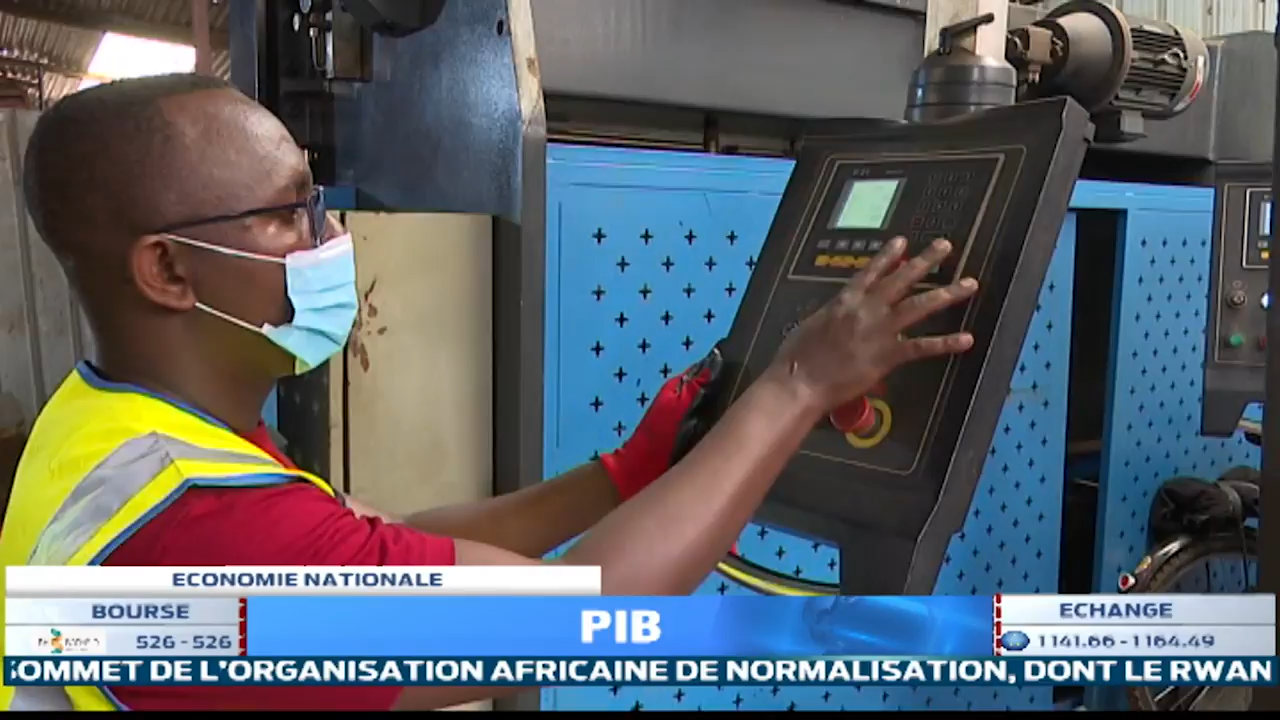 ECONOMIE NATIONALE
BOURSE
526 - 526
PIB
ECHANGE
1141.66 - 1164.49
SOMMET DE L'ORGANISATION AFRICAINE DE NORMALISATION, DONT LE RWAN